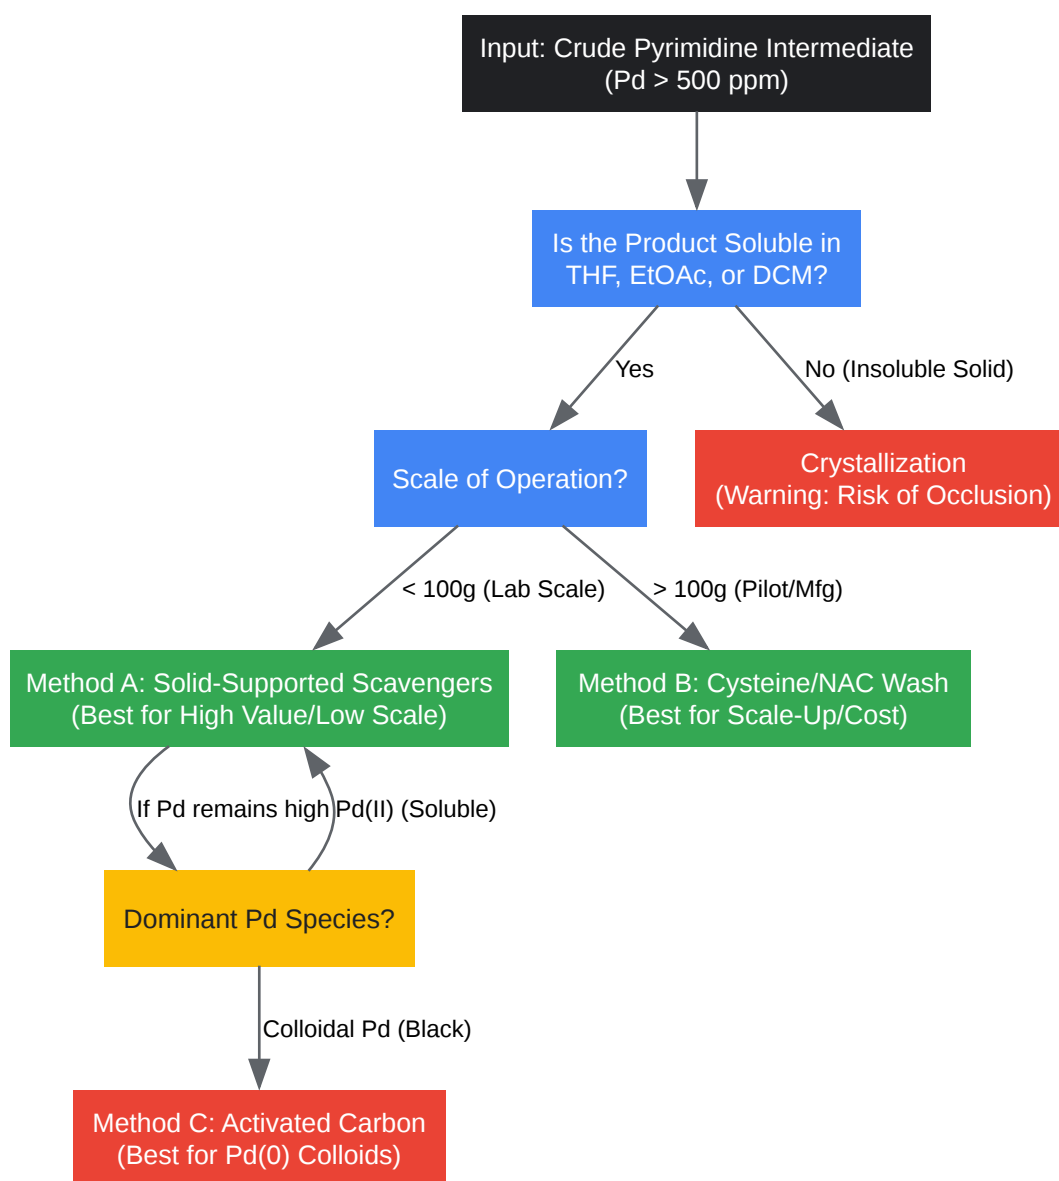 Input: Crude Pyrimidine Intermediate
(Pd > 500 ppm)
Is the Product Soluble in
THF, EtOAc, or DCM?
Yes
No (Insoluble Solid)
Scale of Operation?
Crystallization
(Warning: Risk of Occlusion)
< 100g (Lab Scale)
> 100g (Pilot/Mfg)
Method A: Solid-Supported Scavengers
(Best for High Value/Low Scale)
Method B: Cysteine/NAC Wash
(Best for Scale-Up/Cost)
If Pd remains high
Pd(II) (Soluble)
Dominant Pd Species?
Colloidal Pd (Black)
Method C: Activated Carbon
(Best for Pd(0) Colloids)